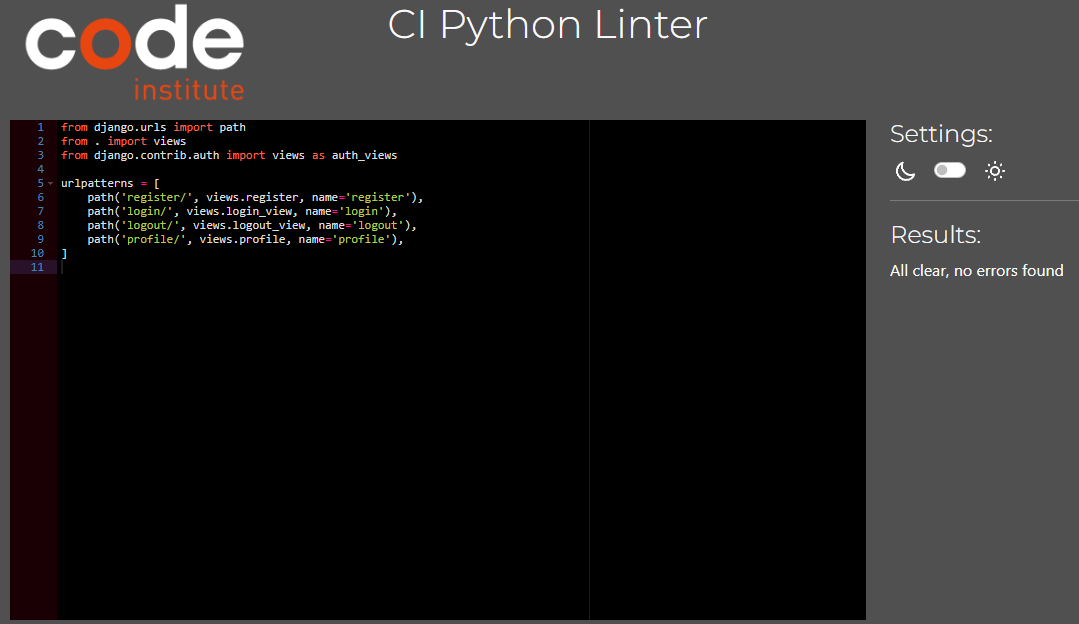 code
institute
CI Python Linter
1 from django.urls import path
2 from . import views
3 from django.contrib.auth import views as auth_views
4
5 urlpatterns = [
6     path('register/', views.register, name='register'),
7     path('login/', views.login_view, name='login'),
8     path('logout/', views.logout_view, name='logout'),
9     path('profile/', views.profile, name='profile'),
10 ]
11
Settings:
Results:
All clear, no errors found